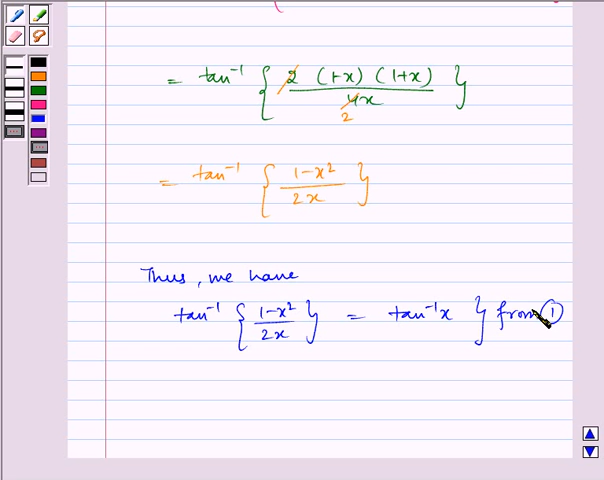 = tan⁻¹ { 2 (1+x) (1+x) / 4x }
2
= tan⁻¹ { 1-x² / 2x }
Thus, we have
tan⁻¹ { 1-x² / 2x } = tan⁻¹x } from ①